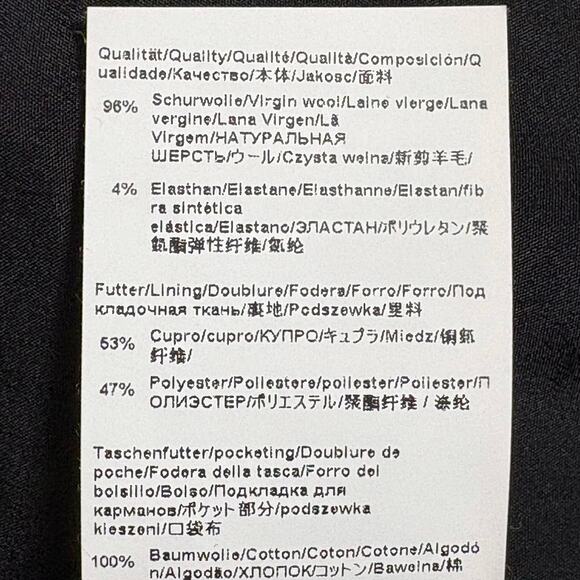 Qualität/Quailty/Qualité/Qualità/Composición/Q
ualidade/Качество/本体/Jakosc/面料
96% Schurwolle/Virgin wool/Laine vierge/Lana
vergine/Lana Virgen/Lã
Virgem/НАТУРАЛЬНАЯ
ШЕРСТЬ/ウール/Czysta welna/新剪羊毛/
4% Elasthan/Elastane/Elasthanne/Elastan/fib
ra sintética
elástica/Elastano/ЭЛАСТАН/ポリウレタン/聚
氨酯弹性纤维/氨纶
Futter/Lining/Doublure/Fodera/Forro/Forro/Под
кладочная ткань/裏地/Podszewka/里料
53% Cupro/cupro/КУПРО/キュプラ/Miedz/铜氨
纤维/
47% Polyester/Poliestere/poliester/Poliester/П
ОЛИЭСТЕР/ポリエステル/聚酯纤维 / 涤纶
Taschenfutter/pocketing/Doublure de
poche/Fodera della tasca/Forro del
bolsillo/Bolso/Подкладка для
карманов/ポケット部分/podszewka
kieszeni/口袋布
100% Baumwolle/Cotton/Coton/Cotone/Algodó
n/Algodão/ХЛОПОК/コットン/Bawelna/棉